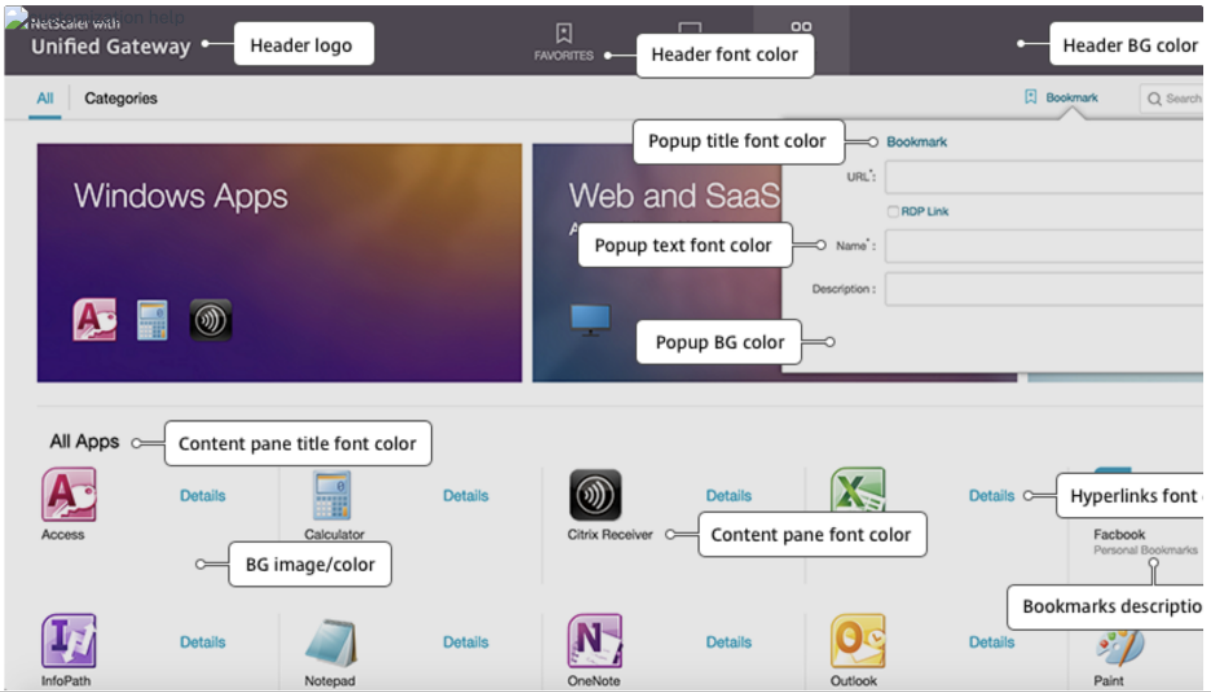 customization help
NetScaler with
Unified Gateway
Header logo
FAVORITES
Header font color
Header BG color
All
Categories
Bookmark
Search
Popup title font color
Bookmark
URL*:
RDP Link
Windows Apps
Web and SaaS
A
Popup text font color
Name*:
Description :
Popup BG color
All Apps
Content pane title font color
Details
Details
Details
Details
Hyperlinks font
Access
Calculator
Citrix Receiver
Content pane font color
Facbook
Personal Bookmarks
BG image/color
Bookmarks descriptio
Details
Details
Details
Details
InfoPath
Notepad
OneNote
Outlook
Paint